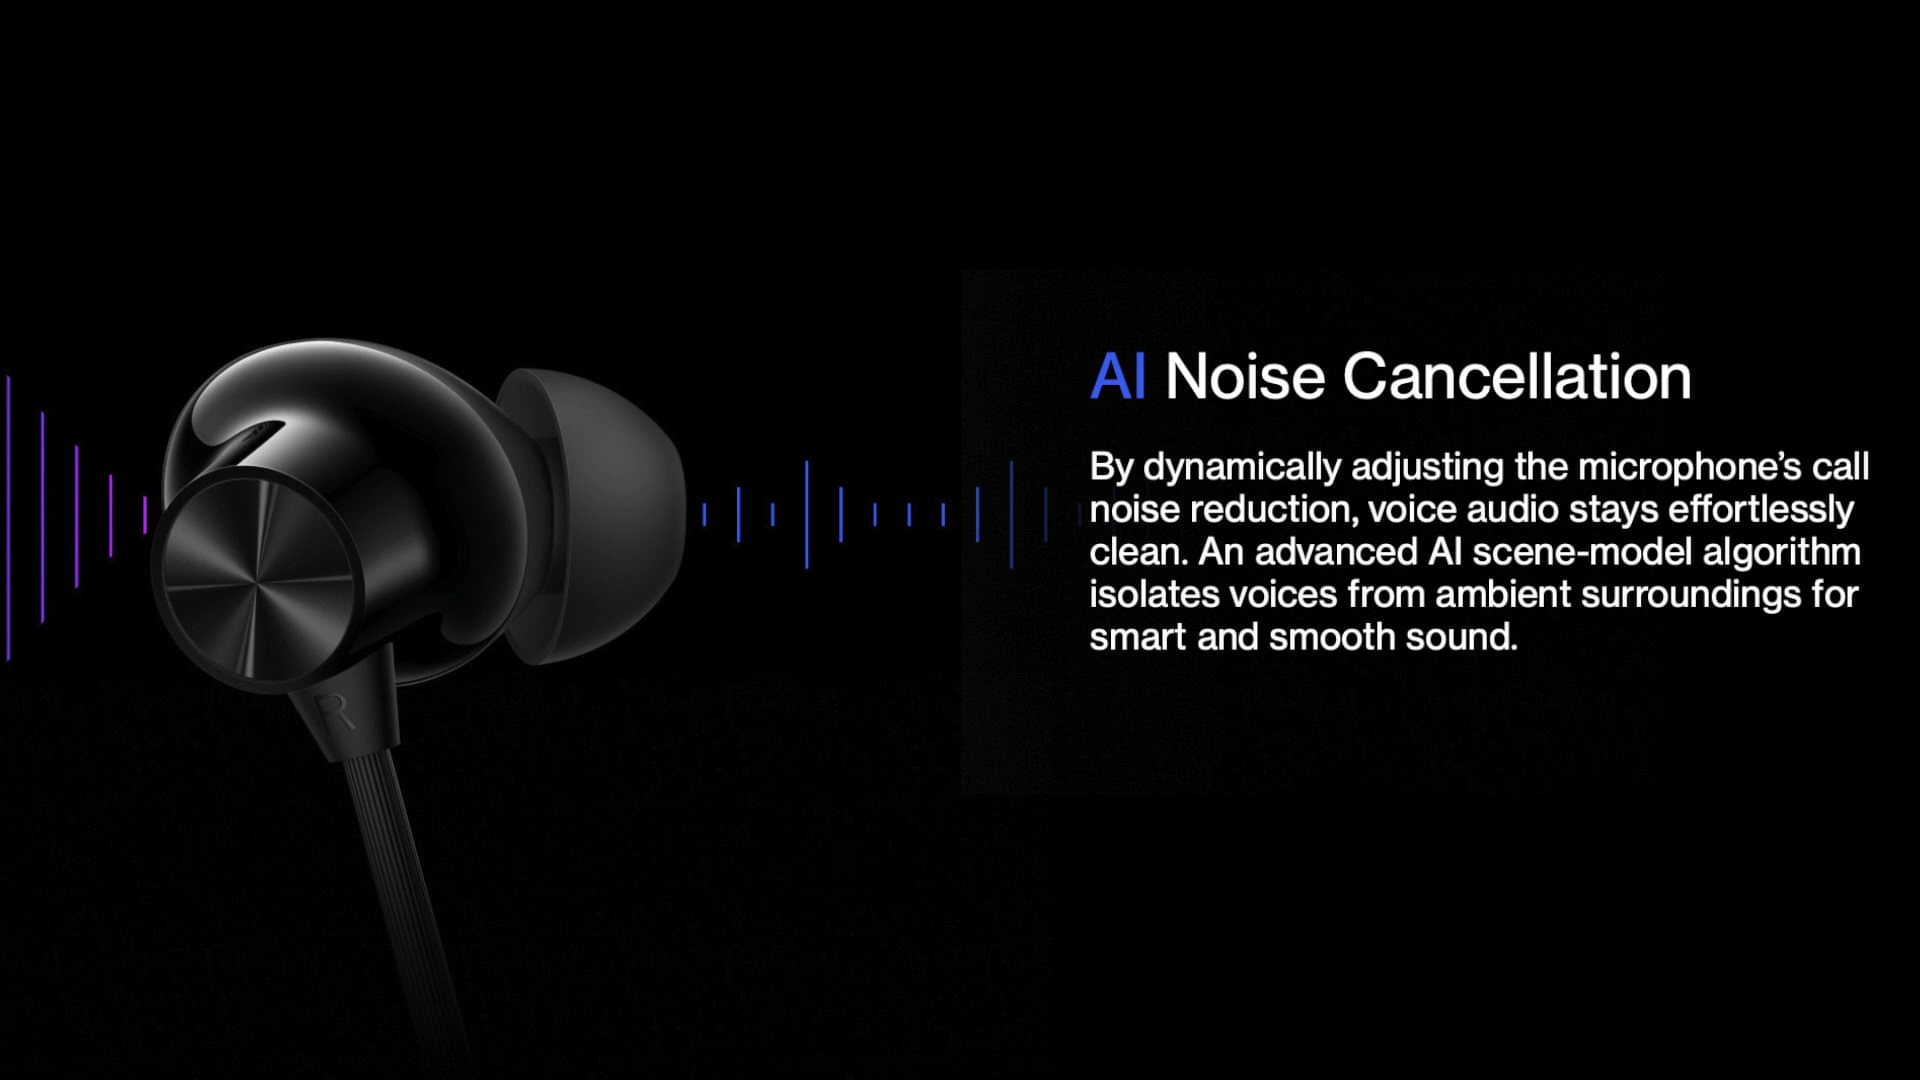 AI Noise Cancellation
By dynamically adjusting the microphone’s call
noise reduction, voice audio stays effortlessly
clean. An advanced AI scene-model algorithm
isolates voices from ambient surroundings for
smart and smooth sound.
R